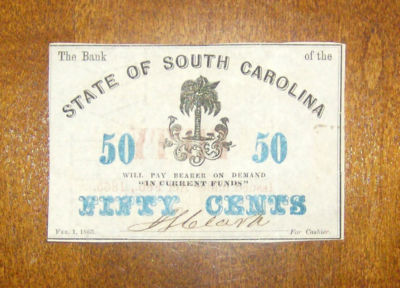 The Bank of the
STATE OF SOUTH CAROLINA
50 50
WILL PAY BEARER ON DEMAND
"IN CURRENT FUNDS"
FIFTY CENTS
FEB. 1, 1863. For Cashier.